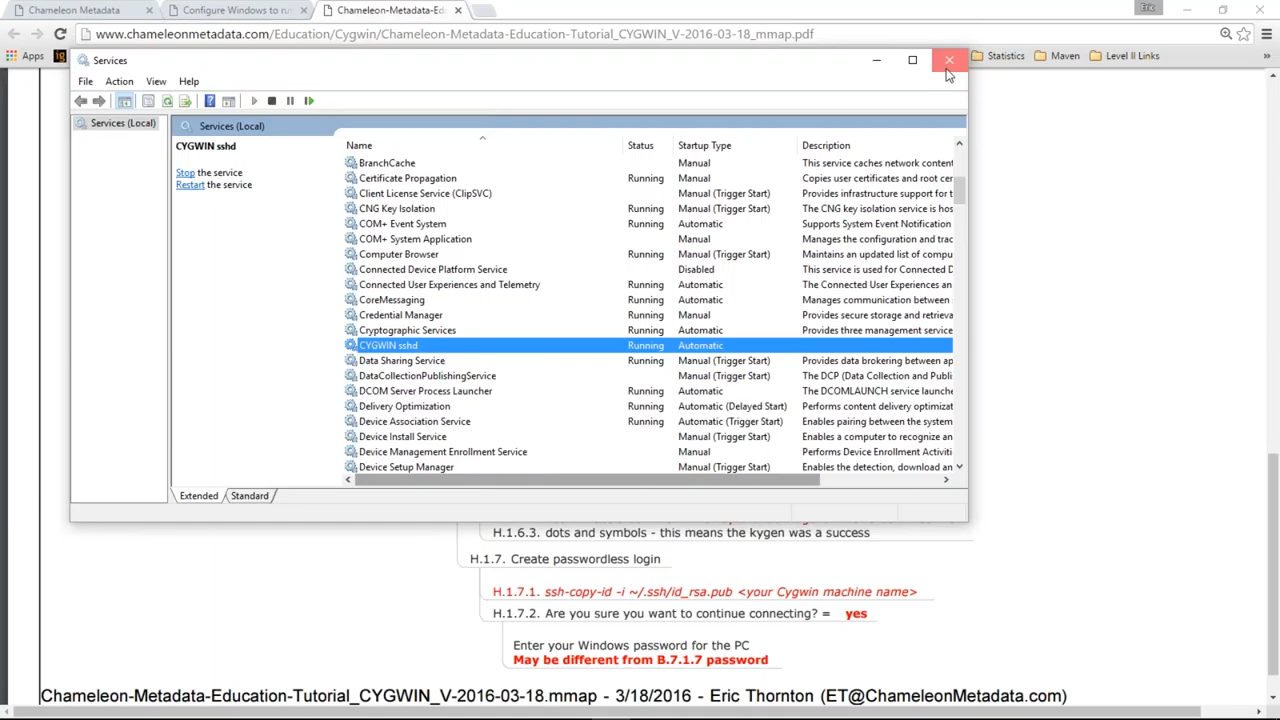 Chameleon Metadata
Configure Windows to ru
Chameleon-Metadata-Ed
Eric
www.chameleonmetadata.com/Education/Cygwin/Chameleon-Metadata-Education-Tutorial_CYGWIN_V-2016-03-18_mmap.pdf
Apps
Statistics
Maven
Level II Links
»
Services
File Action View Help
Services (Local)
Services (Local)
CYGWIN sshd
Stop the service
Restart the service
Name Status Startup Type Description
BranchCache Manual This service caches network content
Certificate Propagation Running Manual Copies user certificates and root cer
Client License Service (ClipSVC) Manual (Trigger Start) Provides infrastructure support for t
CNG Key Isolation Running Manual (Trigger Start) The CNG key isolation service is hos
COM+ Event System Running Automatic Supports System Event Notification
COM+ System Application Manual Manages the configuration and trac
Computer Browser Running Manual (Trigger Start) Maintains an updated list of compu
Connected Device Platform Service Disabled This service is used for Connected D
Connected User Experiences and Telemetry Running Automatic The Connected User Experiences an
CoreMessaging Running Automatic Manages communication between
Credential Manager Running Manual Provides secure storage and retrieva
Cryptographic Services Running Automatic Provides three management service
CYGWIN sshd Running Automatic
Data Sharing Service Running Manual (Trigger Start) Provides data brokering between ap
DataCollectionPublishingService Manual (Trigger Start) The DCP (Data Collection and Publi
DCOM Server Process Launcher Running Automatic The DCOMLAUNCH service launche
Delivery Optimization Running Automatic (Delayed Start) Performs content delivery optimizat
Device Association Service Running Automatic (Trigger Start) Enables pairing between the system
Device Install Service Manual (Trigger Start) Enables a computer to recognize an
Device Management Enrollment Service Manual Performs Device Enrollment Activiti
Device Setup Manager Manual (Trigger Start) Enables the detection, download an
Extended Standard
H.1.6.3. dots and symbols - this means the kygen was a success
H.1.7. Create passwordless login
H.1.7.1. ssh-copy-id -i ~/.ssh/id_rsa.pub <your Cygwin machine name>
H.1.7.2. Are you sure you want to continue connecting? = yes
Enter your Windows password for the PC
May be different from B.7.1.7 password
Chameleon-Metadata-Education-Tutorial_CYGWIN_V-2016-03-18.mmap - 3/18/2016 - Eric Thornton (ET@ChameleonMetadata.com)